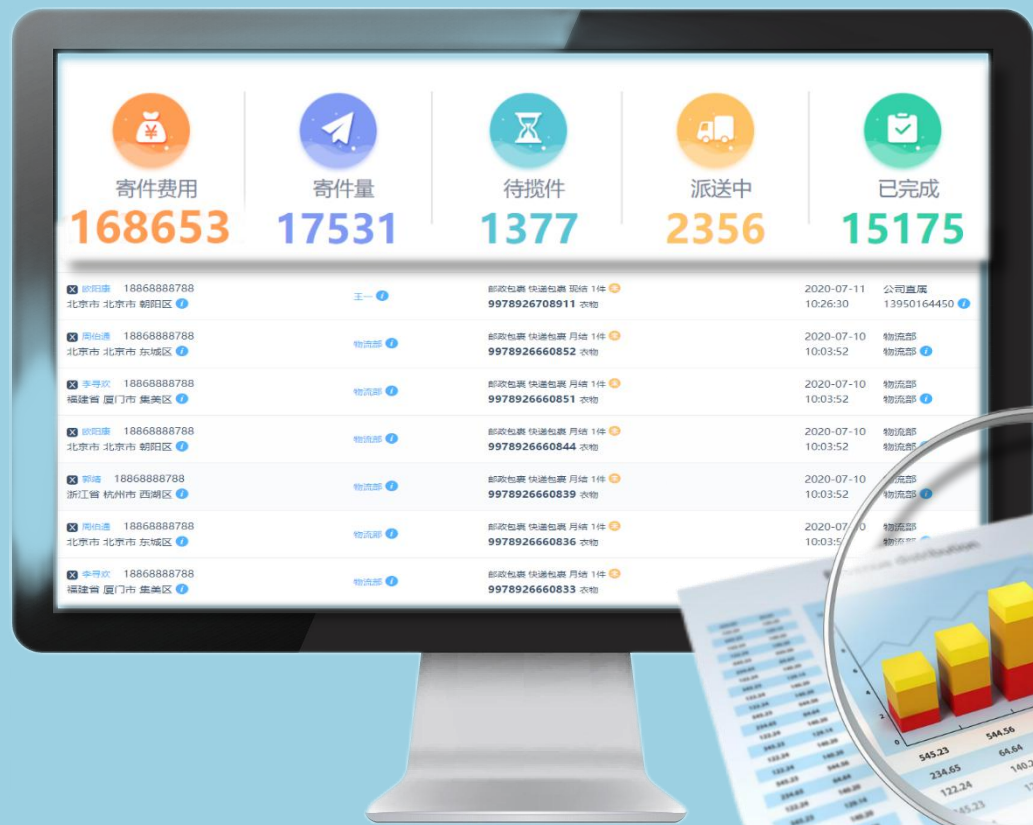 寄件费用
168653
寄件量
17531
待揽件
1377
派送中
2356
已完成
15175
欧阳康 18868888788
北京市 北京市 朝阳区
王一
邮政包裹 快递包裹 现结 1件
9978926708911 衣物
2020-07-11
10:26:30
公司直属
13950164450
周伯通 18868888788
北京市 北京市 东城区
物流部
邮政包裹 快递包裹 月结 1件
9978926660852 衣物
2020-07-10
10:03:52
物流部
物流部
李寻欢 18868888788
福建省 厦门市 集美区
物流部
邮政包裹 快递包裹 月结 1件
9978926660851 衣物
2020-07-10
10:03:52
物流部
物流部
欧阳康 18868888788
北京市 北京市 朝阳区
物流部
邮政包裹 快递包裹 月结 1件
9978926660844 衣物
2020-07-10
10:03:52
物流部
物流部
郭靖 18868888788
浙江省 杭州市 西湖区
物流部
邮政包裹 快递包裹 月结 1件
9978926660839 衣物
2020-07-10
10:03:52
物流部
物流部
周伯通 18868888788
北京市 北京市 东城区
物流部
邮政包裹 快递包裹 月结 1件
9978926660836 衣物
物流部
李寻欢 18868888788
福建省 厦门市 集美区
物流部
邮政包裹 快递包裹 月结 1件
9978926660833 衣物
distribution
545.23 544.56
234.65 64.64
122.24